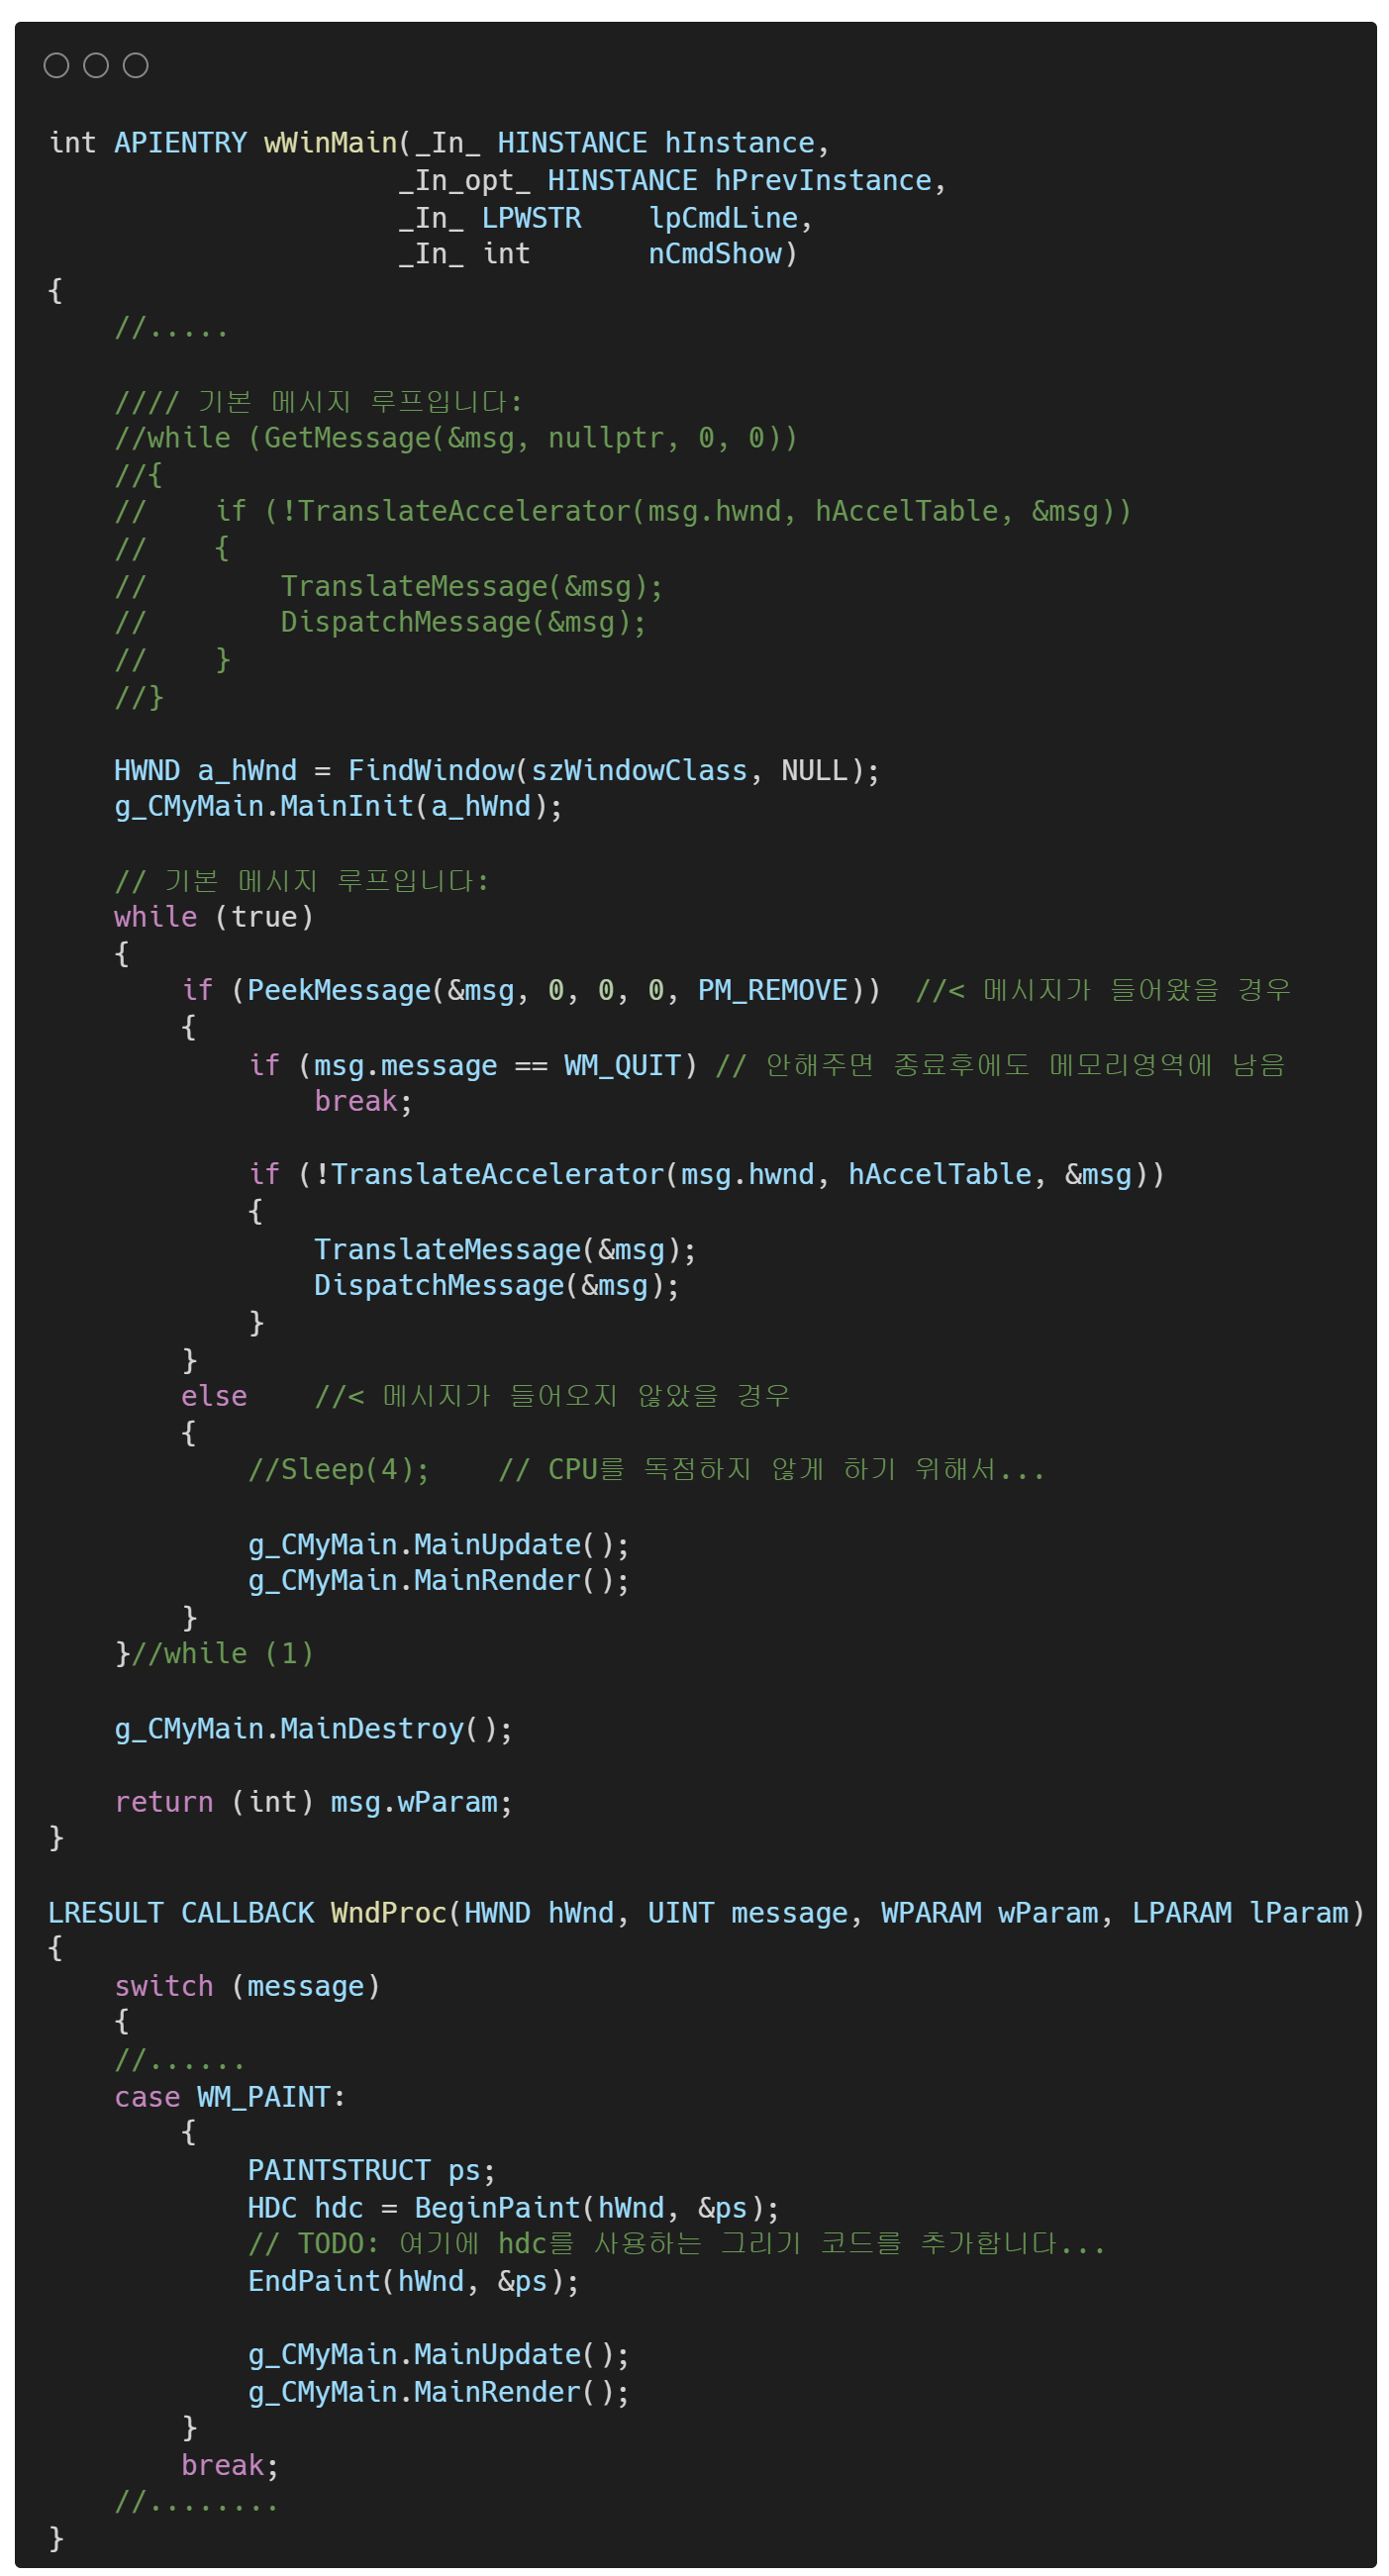 int APIENTRY wWinMain(_In_ HINSTANCE hInstance,
                     _In_opt_ HINSTANCE hPrevInstance,
                     _In_ LPWSTR    lpCmdLine,
                     _In_ int       nCmdShow)
{
    //.....

    //// 기본 메시지 루프입니다:
    //while (GetMessage(&msg, nullptr, 0, 0))
    //{
    //    if (!TranslateAccelerator(msg.hwnd, hAccelTable, &msg))
    //    {
    //        TranslateMessage(&msg);
    //        DispatchMessage(&msg);
    //    }
    //}

    HWND a_hWnd = FindWindow(szWindowClass, NULL);
    g_CMyMain.MainInit(a_hWnd);

    // 기본 메시지 루프입니다:
    while (true)
    {
        if (PeekMessage(&msg, 0, 0, 0, PM_REMOVE))  //< 메시지가 들어왔을 경우
        {
            if (msg.message == WM_QUIT) // 안해주면 종료후에도 메모리영역에 남음
                break;

            if (!TranslateAccelerator(msg.hwnd, hAccelTable, &msg))
            {
                TranslateMessage(&msg);
                DispatchMessage(&msg);
            }
        }
        else    //< 메시지가 들어오지 않았을 경우
        {
            //Sleep(4);    // CPU를 독점하지 않게 하기 위해서...

            g_CMyMain.MainUpdate();
            g_CMyMain.MainRender();
        }
    }//while (1)

    g_CMyMain.MainDestroy();

    return (int) msg.wParam;
}

LRESULT CALLBACK WndProc(HWND hWnd, UINT message, WPARAM wParam, LPARAM lParam)
{
    switch (message)
    {
    //......
    case WM_PAINT:
        {
            PAINTSTRUCT ps;
            HDC hdc = BeginPaint(hWnd, &ps);
            // TODO: 여기에 hdc를 사용하는 그리기 코드를 추가합니다...
            EndPaint(hWnd, &ps);

            g_CMyMain.MainUpdate();
            g_CMyMain.MainRender();
        }
        break;
    //........
}